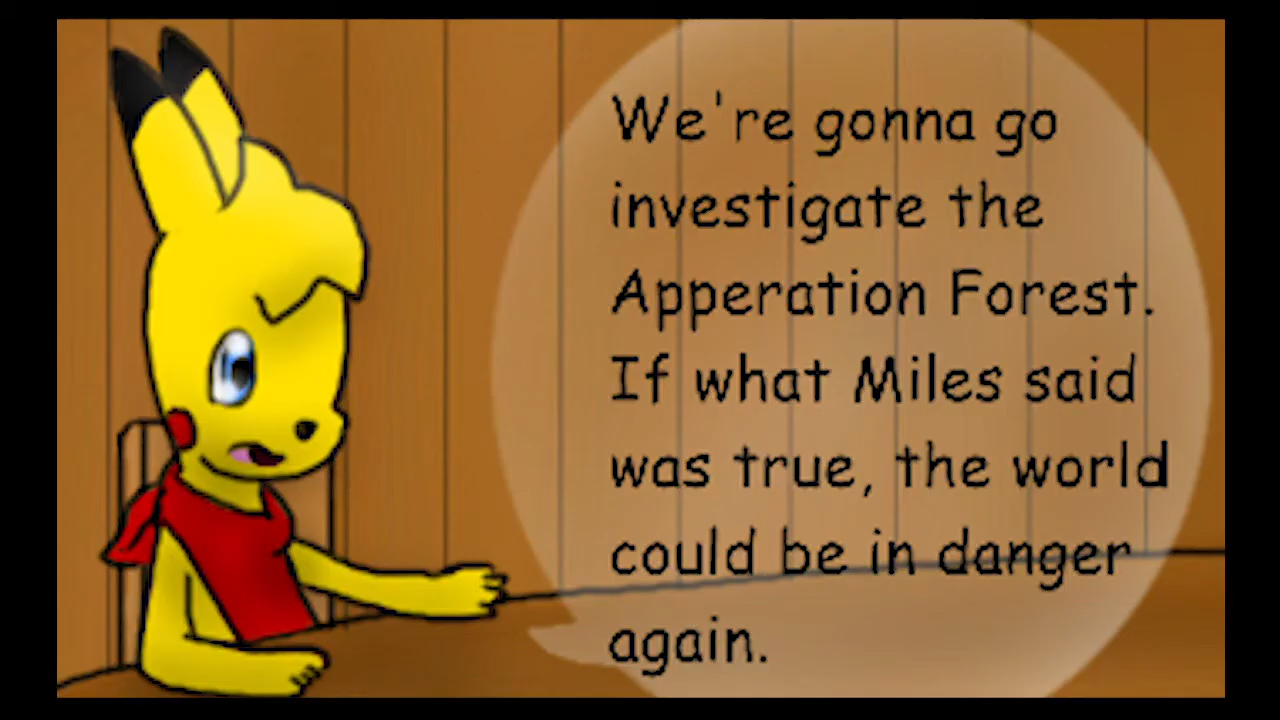 We're gonna go
investigate the
Apperation Forest.
If what Miles said
was true, the world
could be in danger
again.